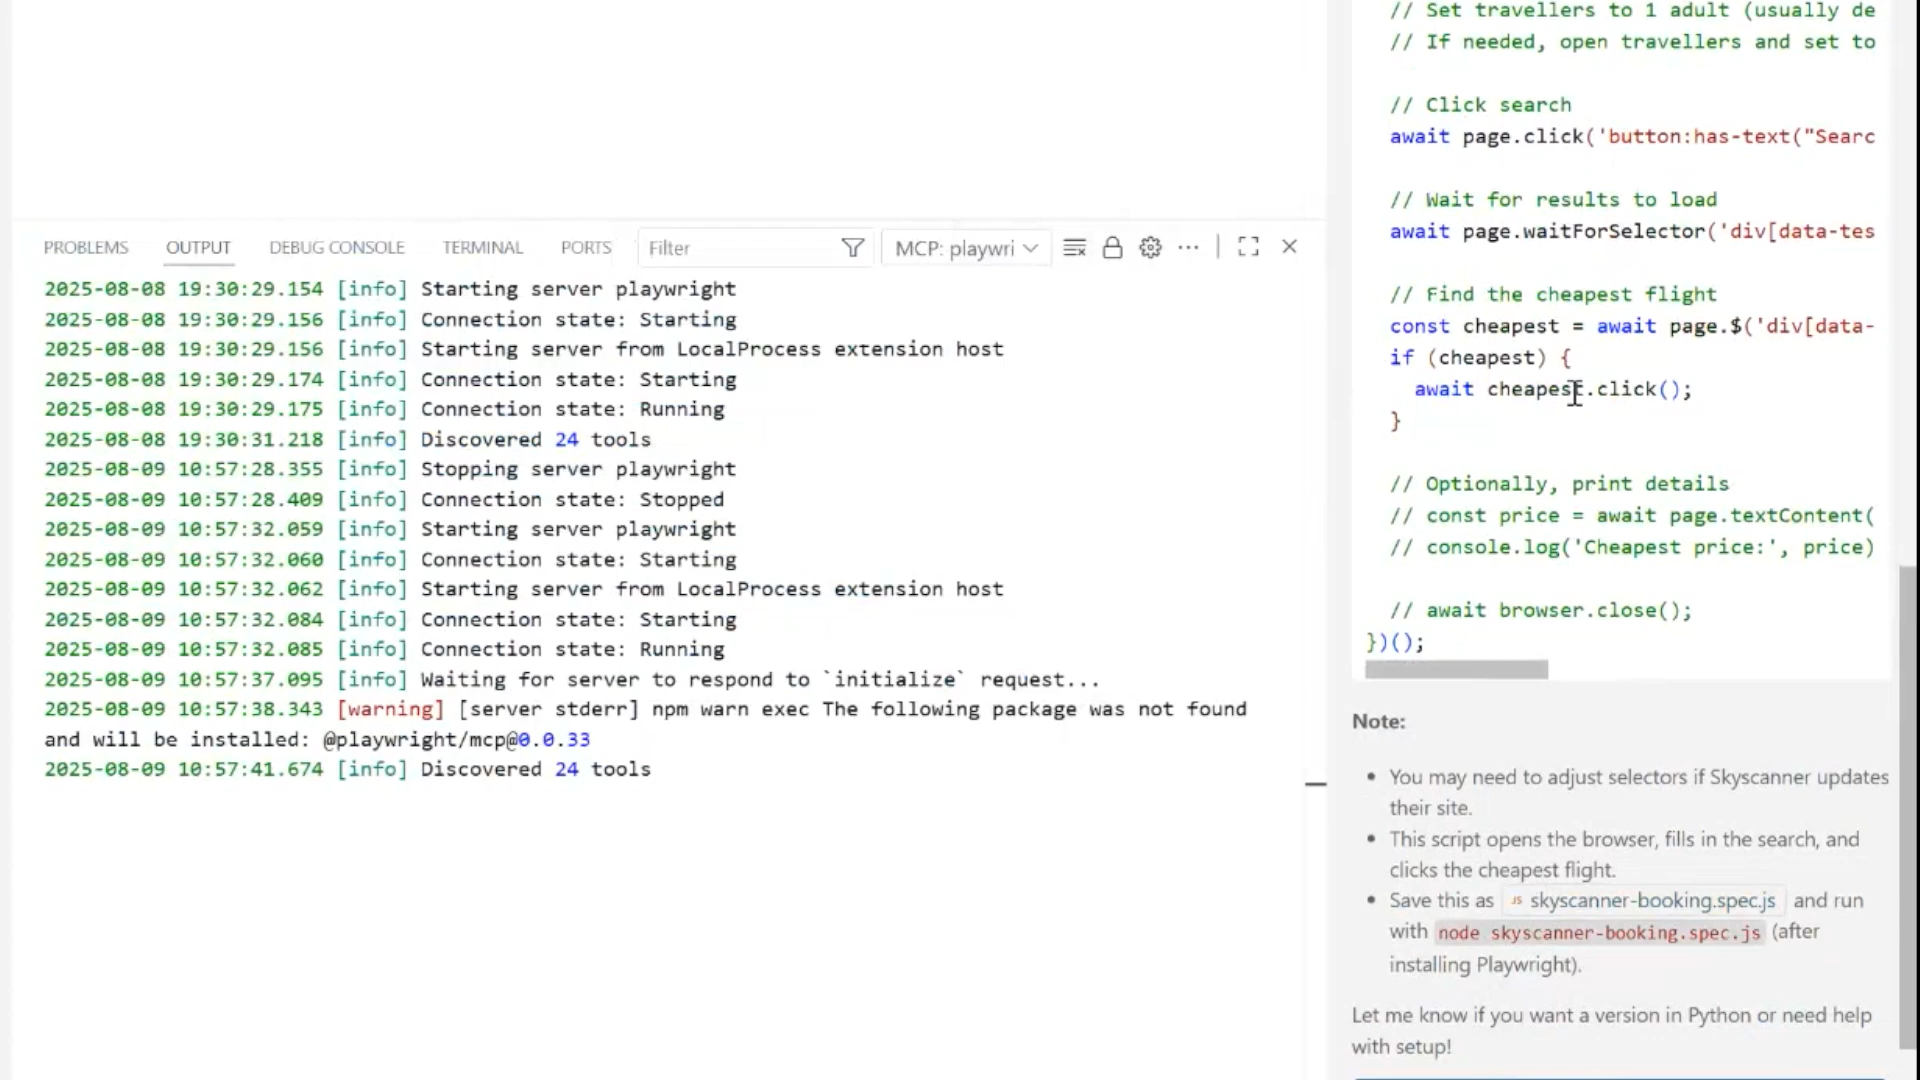 PROBLEMS OUTPUT DEBUG CONSOLE TERMINAL PORTS Filter MCP: playwri
2025-08-08 19:30:29.154 [info] Starting server playwright
2025-08-08 19:30:29.156 [info] Connection state: Starting
2025-08-08 19:30:29.156 [info] Starting server from LocalProcess extension host
2025-08-08 19:30:29.174 [info] Connection state: Starting
2025-08-08 19:30:29.175 [info] Connection state: Running
2025-08-08 19:30:31.218 [info] Discovered 24 tools
2025-08-09 10:57:28.355 [info] Stopping server playwright
2025-08-09 10:57:28.409 [info] Connection state: Stopped
2025-08-09 10:57:32.059 [info] Starting server playwright
2025-08-09 10:57:32.060 [info] Connection state: Starting
2025-08-09 10:57:32.062 [info] Starting server from LocalProcess extension host
2025-08-09 10:57:32.084 [info] Connection state: Starting
2025-08-09 10:57:32.085 [info] Connection state: Running
2025-08-09 10:57:37.095 [info] Waiting for server to respond to `initialize` request...
2025-08-09 10:57:38.343 [warning] [server stderr] npm warn exec The following package was not found
and will be installed: @playwright/mcp@0.0.33
2025-08-09 10:57:41.674 [info] Discovered 24 tools
// Set travellers to 1 adult (usually de
// If needed, open travellers and set to
// Click search
await page.click('button:has-text("Searc
// Wait for results to load
await page.waitForSelector('div[data-tes
// Find the cheapest flight
const cheapest = await page.$('div[data-
if (cheapest) {
await cheapest.click();
}
// Optionally, print details
// const price = await page.textContent(
// console.log('Cheapest price:', price)
// await browser.close();
})();
Note:
• You may need to adjust selectors if Skyscanner updates
their site.
• This script opens the browser, fills in the search, and
clicks the cheapest flight.
• Save this as JS skyscanner-booking.spec.js and run
with node skyscanner-booking.spec.js (after
installing Playwright).
Let me know if you want a version in Python or need help
with setup!